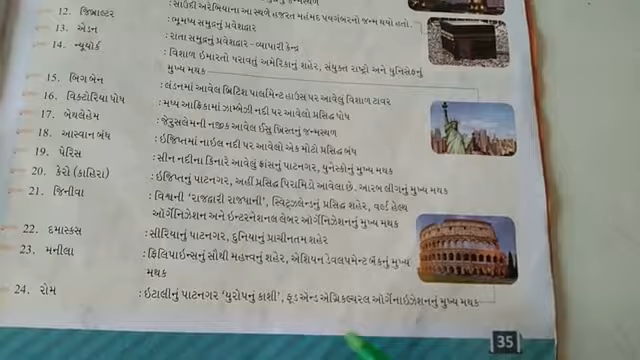 : સાઉદી અરેબિયાના આ સ્થળે હજરત મહંમદ પયગંબરનો જન્મ થયો હતો.
12. જિબ્રાલ્ટર : ભૂમધ્ય સમુદ્રનું પ્રવેશદ્વાર
13. એડન : રાતા સમુદ્રનું પ્રવેશદ્વાર - વ્યાપારી કેન્દ્ર
14. ન્યૂયોર્ક : વિશાળ ઇમારતો ધરાવતું અમેરિકાનું શહેર, સંયુક્ત રાષ્ટ્રો અને યુનિસેફનું
મુખ્ય મથક
15. બિગ બેન : લંડનમાં આવેલ બ્રિટિશ પાર્લામેન્ટ હાઉસ પર આવેલું વિશાળ ટાવર
16. વિક્ટોરિયા ધોધ : મધ્ય આફ્રિકામાં ઝામ્બેઝી નદી પર આવેલો પ્રસિદ્ધ ધોધ
17. બેથલેહેમ : જેરુસલેમની નજીક આવેલ ઈસુ ખ્રિસ્તનું જન્મસ્થળ
18. આસ્વાન બંધ : ઇજિપ્તમાં નાઇલ નદી પર આવેલો એક મોટો પ્રસિદ્ધ બંધ
19. પેરિસ : સીન નદીના કિનારે આવેલું ફ્રાંસનું પાટનગર, યુનેસ્કોનું મુખ્ય મથક
20. કેરો (કાહિરા) : ઇજિપ્તનું પાટનગર, અહીં પ્રસિદ્ધ પિરામિડો આવેલા છે. આરબ લીગનું મુખ્ય મથક
21. જિનીવા : વિશ્વની 'રાજદ્વારી રાજધાની', સ્વિટ્ઝર્લેન્ડનું પ્રસિદ્ધ શહેર, વર્લ્ડ હેલ્થ
ઑર્ગેનિઝેશન અને ઇન્ટરનેશનલ લેબર ઑર્ગેનિઝેશનનું મુખ્ય મથક
22. દમાસ્કસ : સીરિયાનું પાટનગર, દુનિયાનું પ્રાચીનતમ શહેર
23. મનીલા : ફિલિપાઇન્સનું સૌથી મહત્ત્વનું શહેર, એશિયન ડેવલપમેન્ટ બૅંકનું મુખ્ય
મથક
24. રોમ : ઇટાલીનું પાટનગર 'યુરોપનું કાશી', ફૂડ એન્ડ એગ્રિકલ્ચરલ ઑર્ગેનાઇઝેશનનું મુખ્ય મથક
35